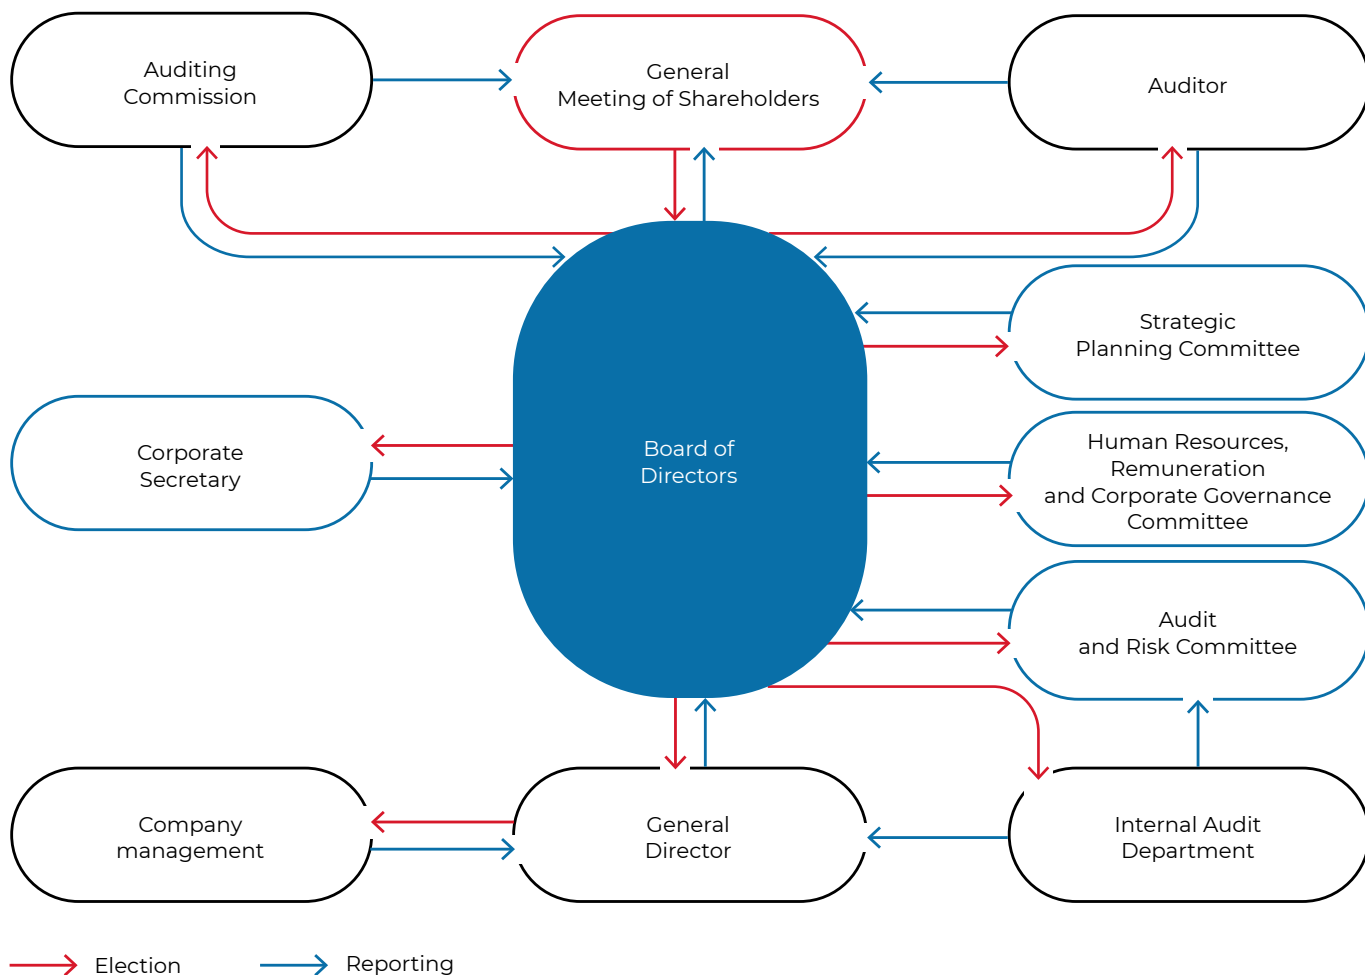 Auditing
Commission
General
Meeting of Shareholders
Auditor
Strategic
Planning Committee
Corporate
Secretary
Board of
Directors
Human Resources,
Remuneration
and Corporate Governance
Committee
Audit
and Risk Committee
Company
management
General
Director
Internal Audit
Department
Election
Reporting